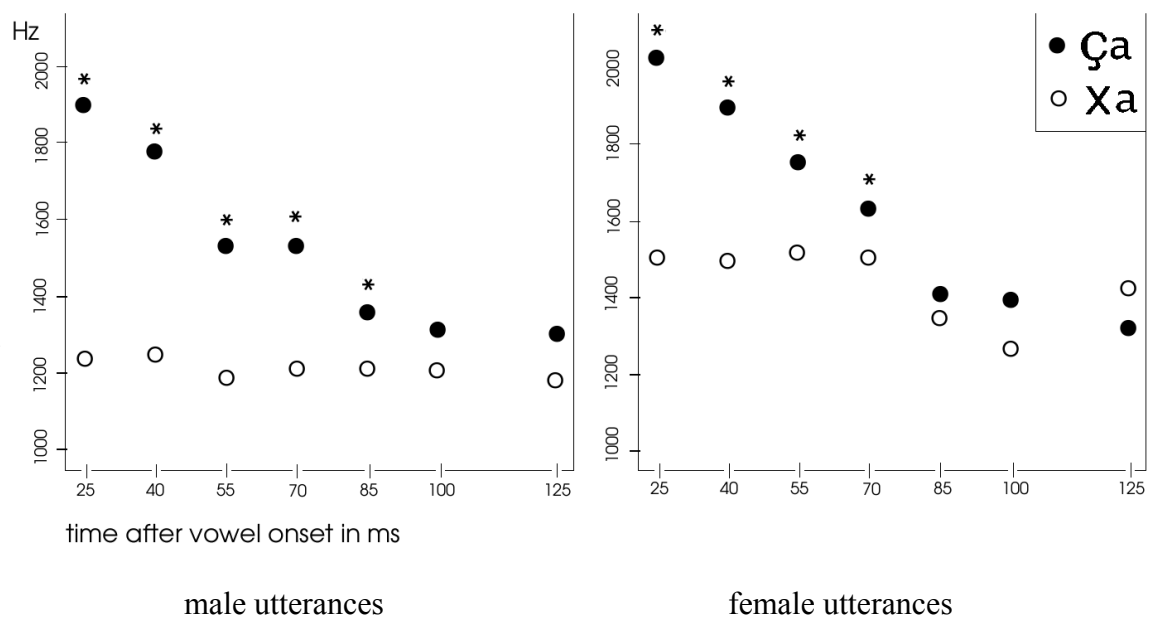 Hz
2000
1800
1600
1400
1200
1000
* * * * *
25 40 55 70 85 100 125
time after vowel onset in ms
male utterances
2000
1800
1600
1400
1200
1000
* * * *
25 40 55 70 85 100 125
female utterances
● ça
○ xa